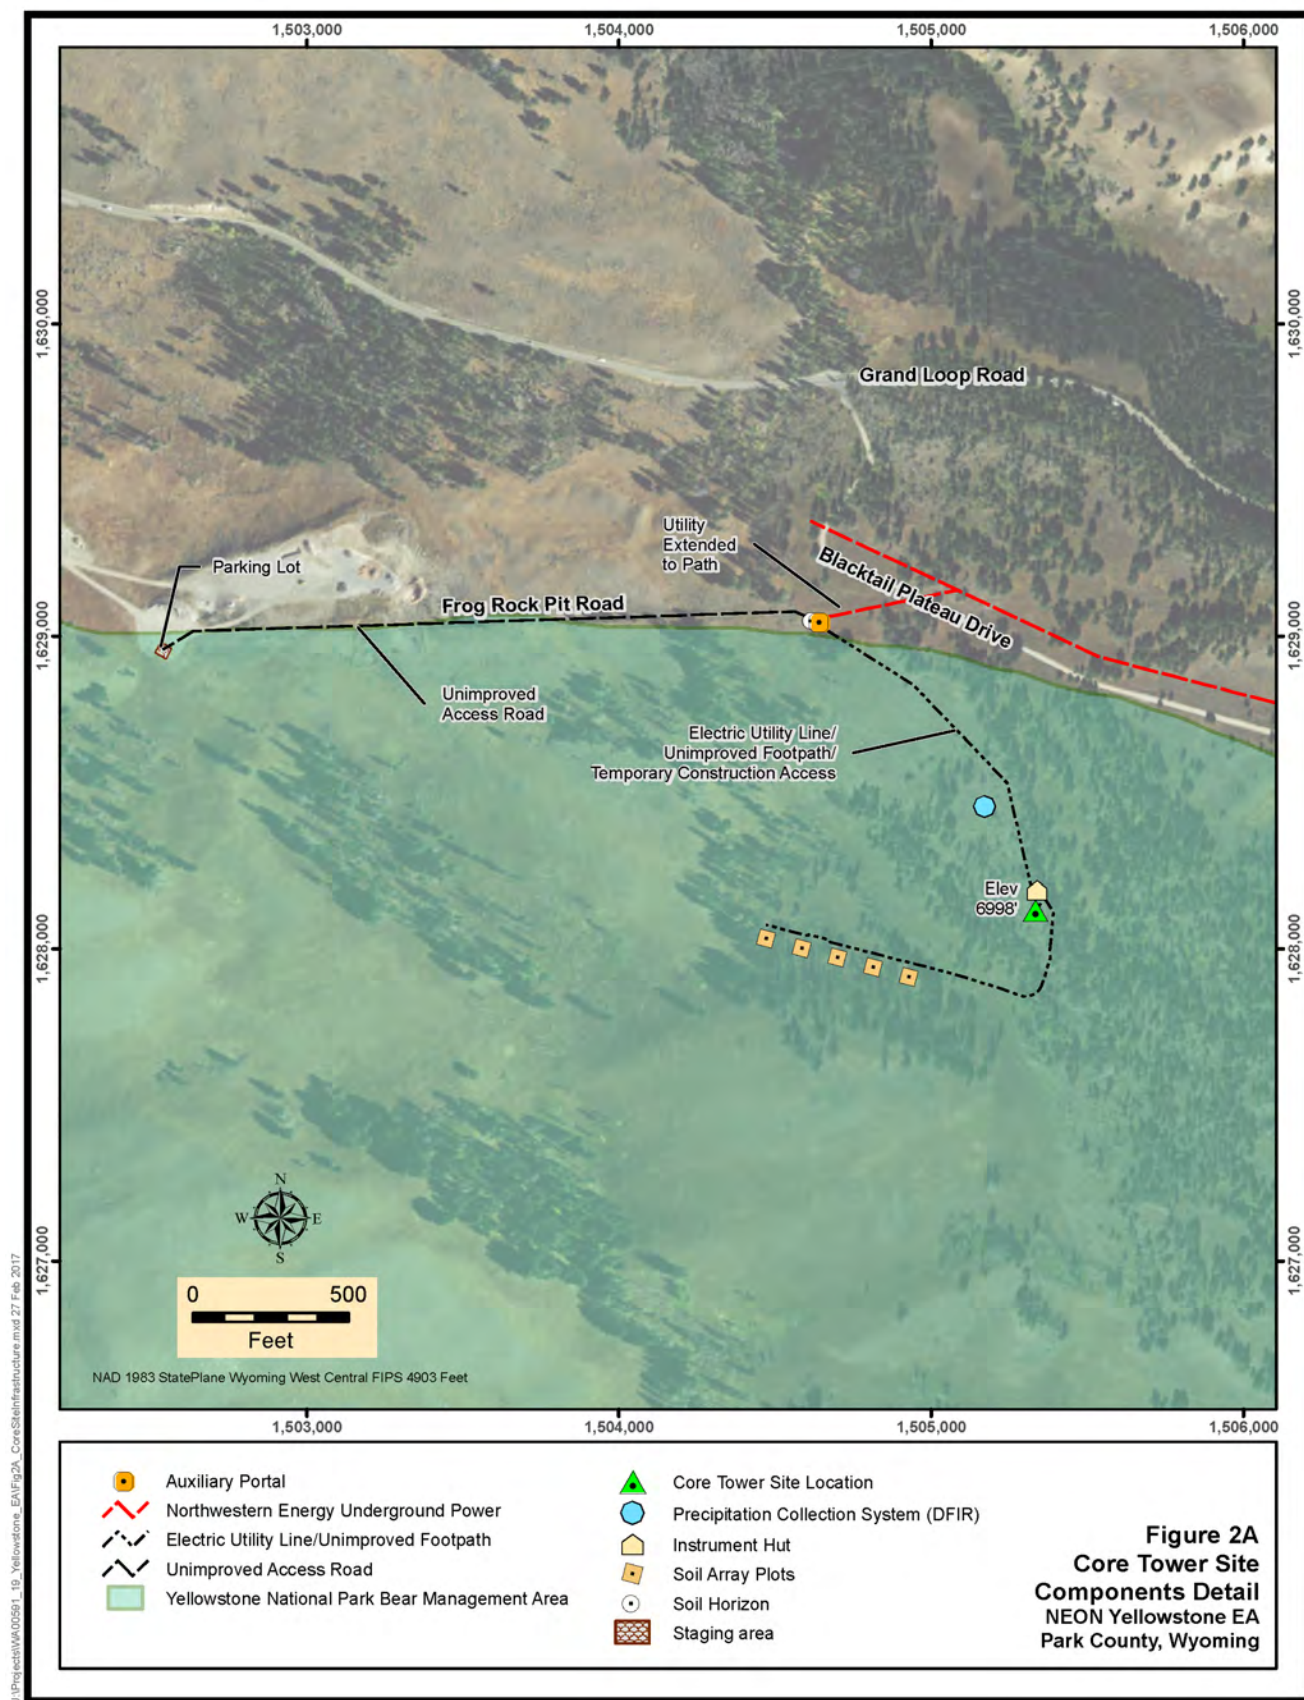 1,503,000
1,504,000
1,505,000
1,506,000
1,630,000
1,630,000
Grand Loop Road
Utility
Extended
to Path
Parking Lot
Blacktail Plateau Drive
Frog Rock Pit Road
1,629,000
1,629,000
Unimproved
Access Road
Electric Utility Line/
Unimproved Footpath/
Temporary Construction Access
Elev
6998'
1,628,000
1,628,000
N
W
E
S
1,627,000
1,627,000
0
500
Feet
NAD 1983 StatePlane Wyoming West Central FIPS 4903 Feet
1,503,000
1,504,000
1,505,000
1,506,000
Auxiliary Portal
Northwestern Energy Underground Power
Electric Utility Line/Unimproved Footpath
Unimproved Access Road
Yellowstone National Park Bear Management Area
Core Tower Site Location
Precipitation Collection System (DFIR)
Instrument Hut
Soil Array Plots
Soil Horizon
Staging area
Figure 2A
Core Tower Site
Components Detail
NEON Yellowstone EA
Park County, Wyoming
I:\Projects\WA00591_19_Yellowstone_EA\Fig2A_CoreSiteInfrastructure.mxd 27 Feb 2017